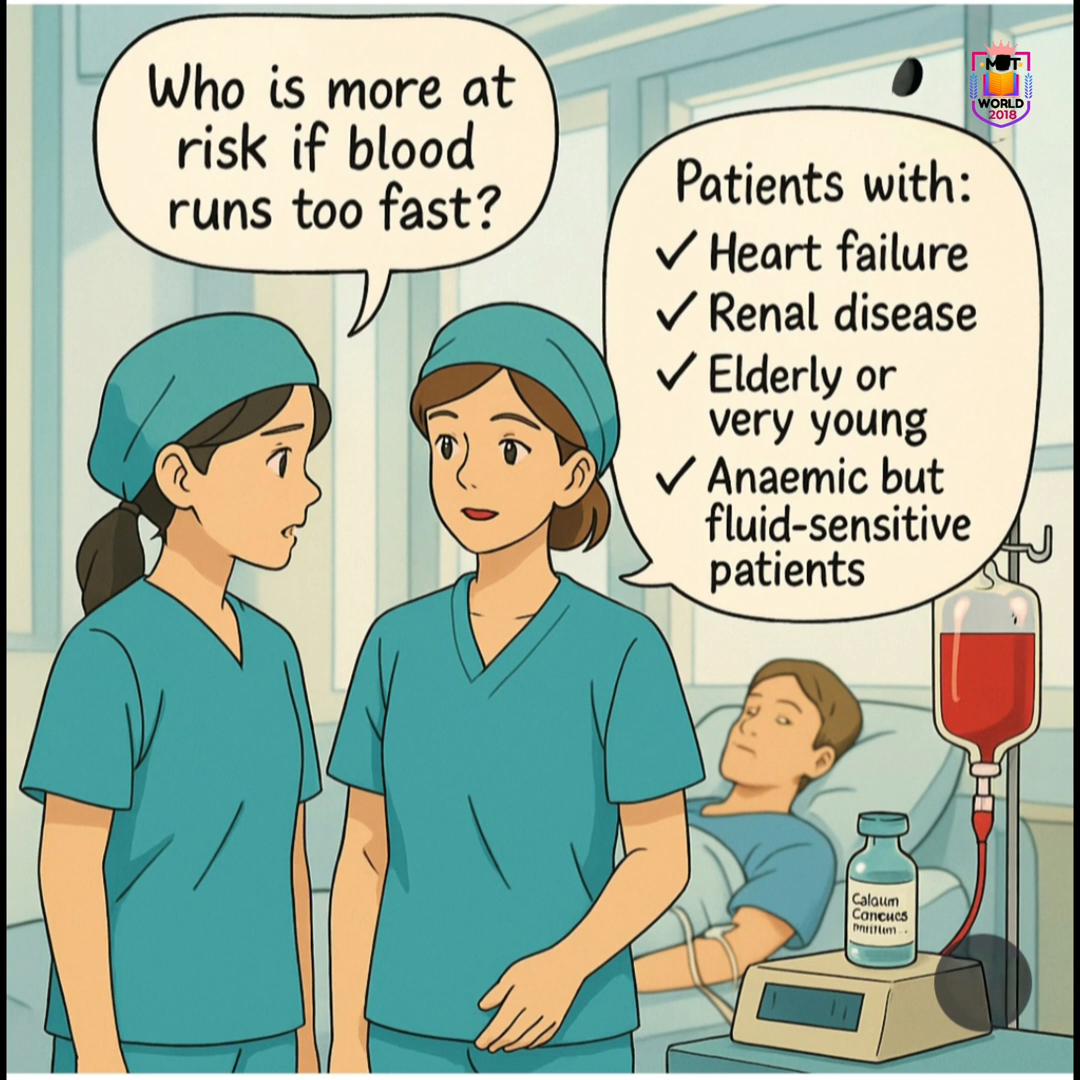 Who is more at
risk if blood
runs too fast?
M T
WORLD
2018
Patients with:
✓ Heart failure
✓ Renal disease
✓ Elderly or
very young
✓ Anaemic but
fluid-sensitive
patients